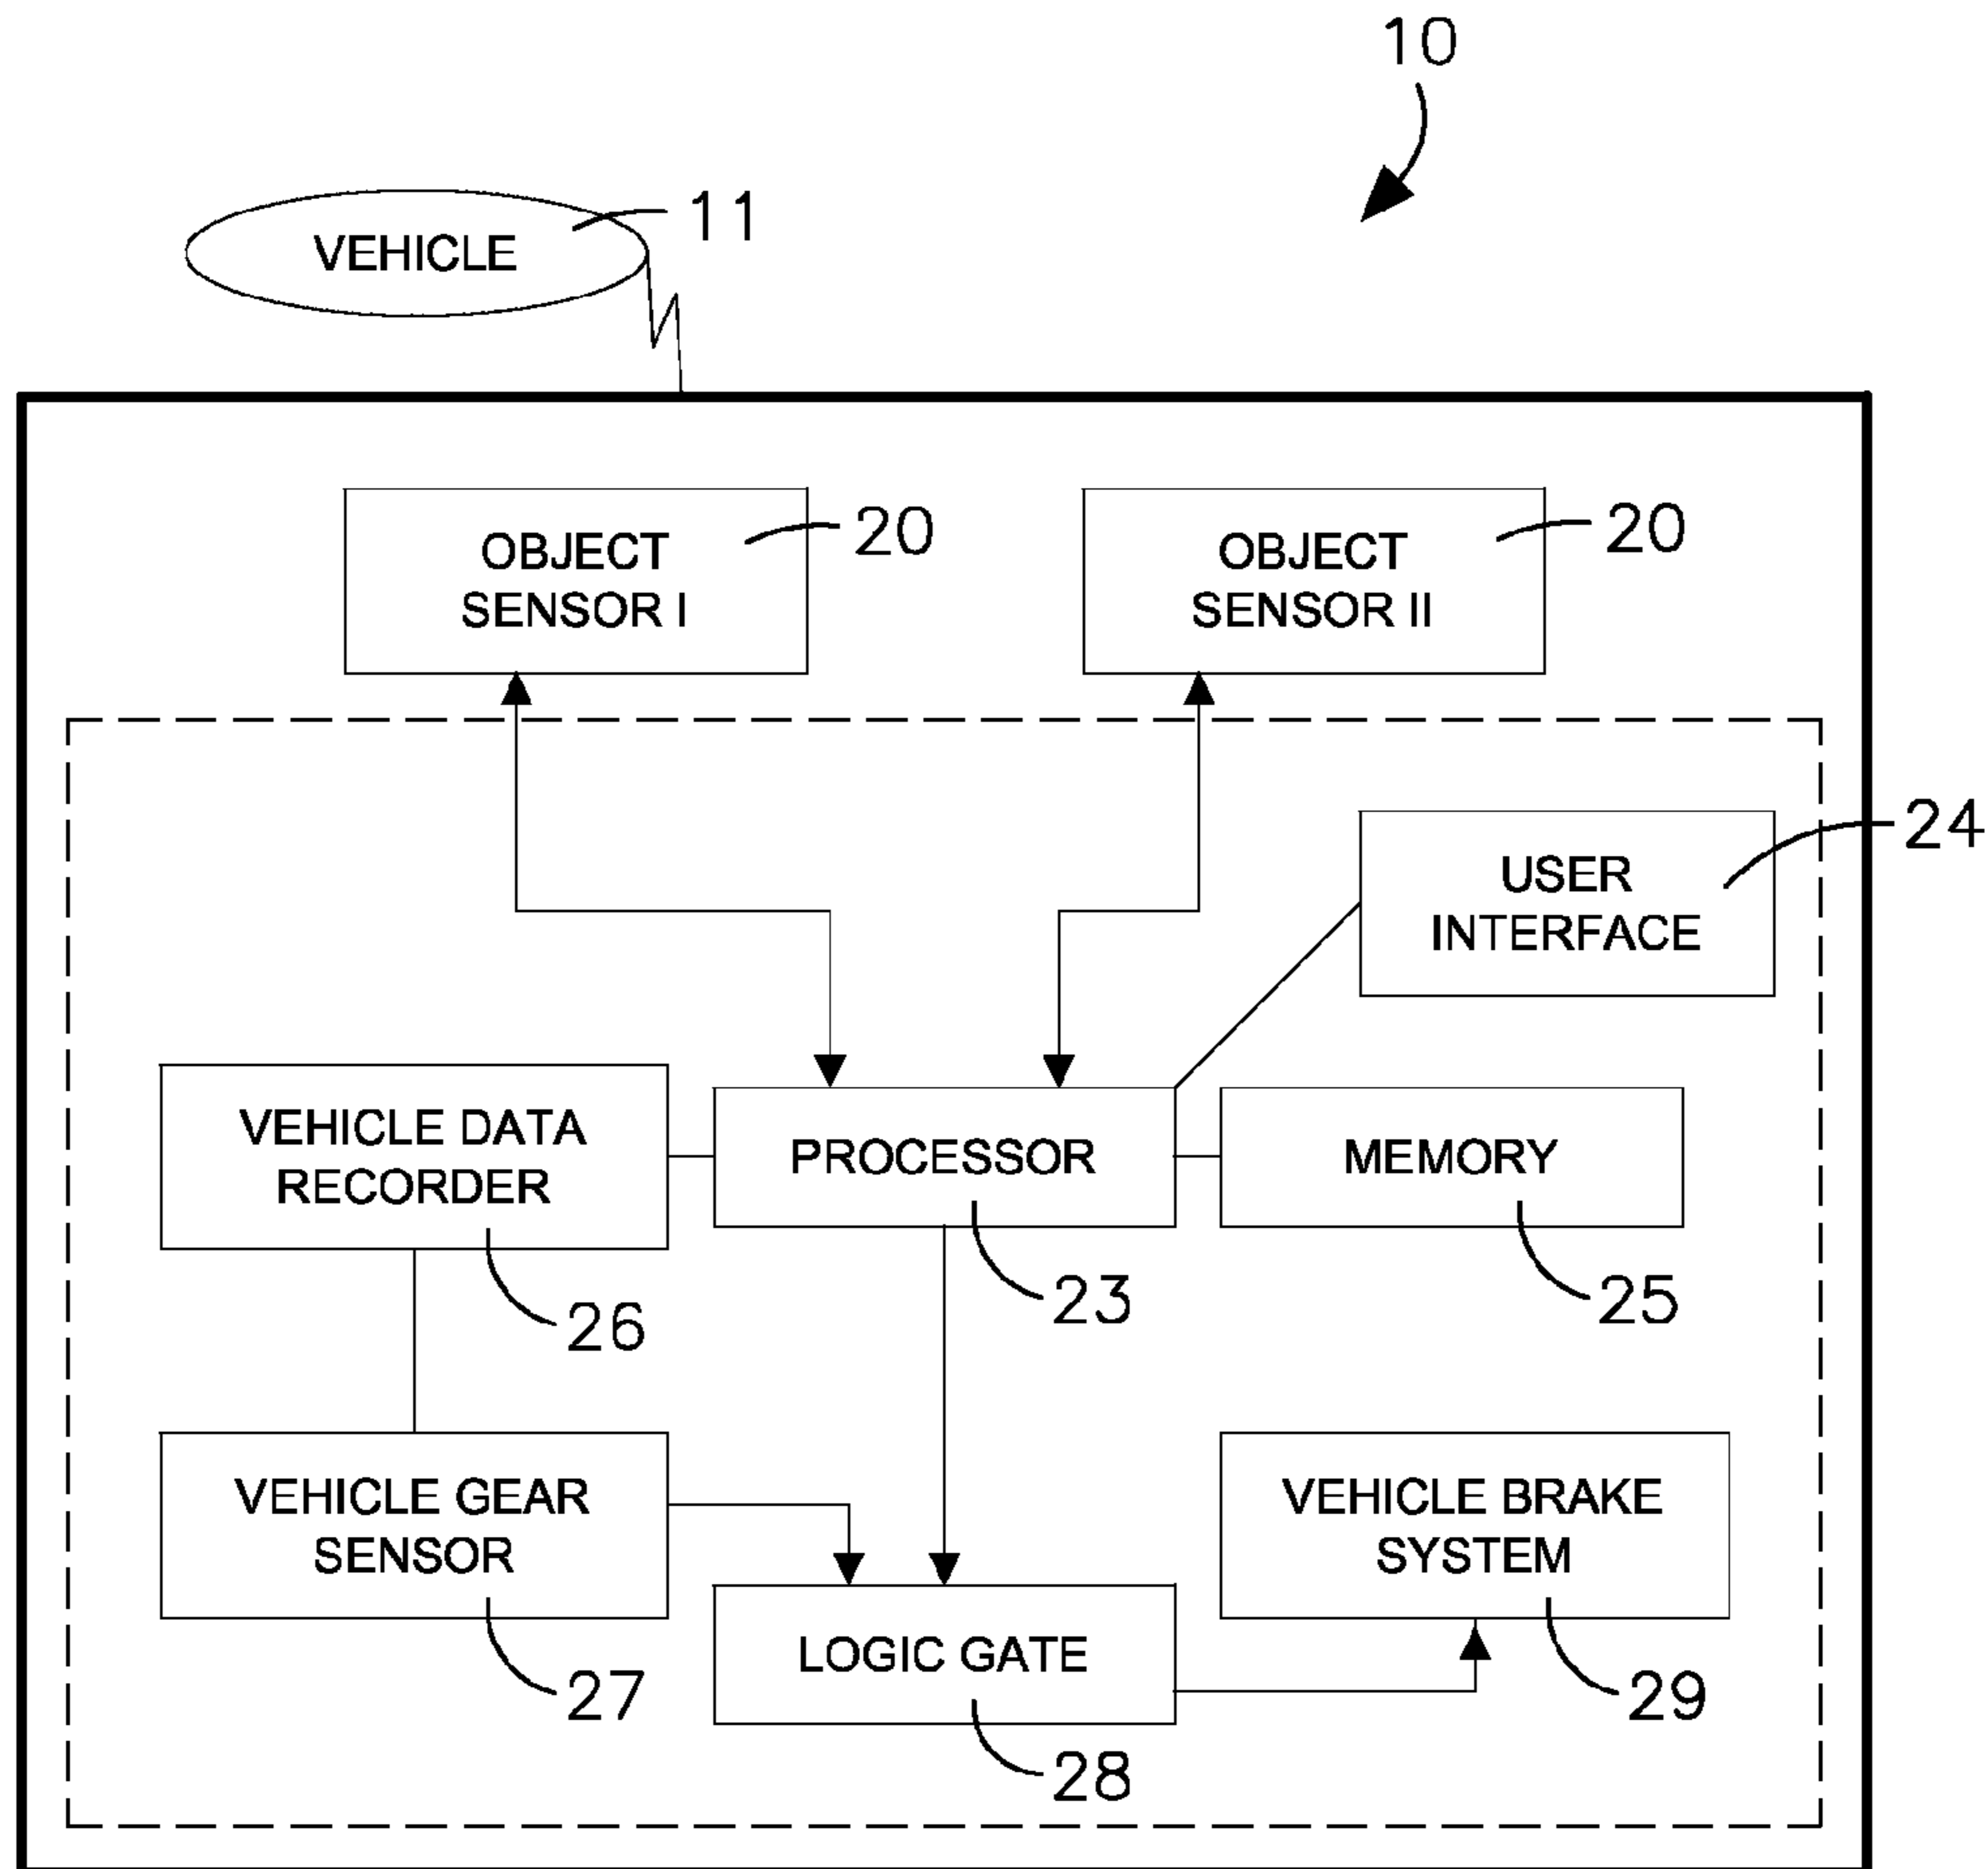 10
VEHICLE
11
OBJECT
SENSOR I
20
OBJECT
SENSOR II
20
USER
INTERFACE
24
VEHICLE DATA
RECORDER
26
PROCESSOR
23
MEMORY
25
VEHICLE GEAR
SENSOR
27
LOGIC GATE
28
VEHICLE BRAKE
SYSTEM
29